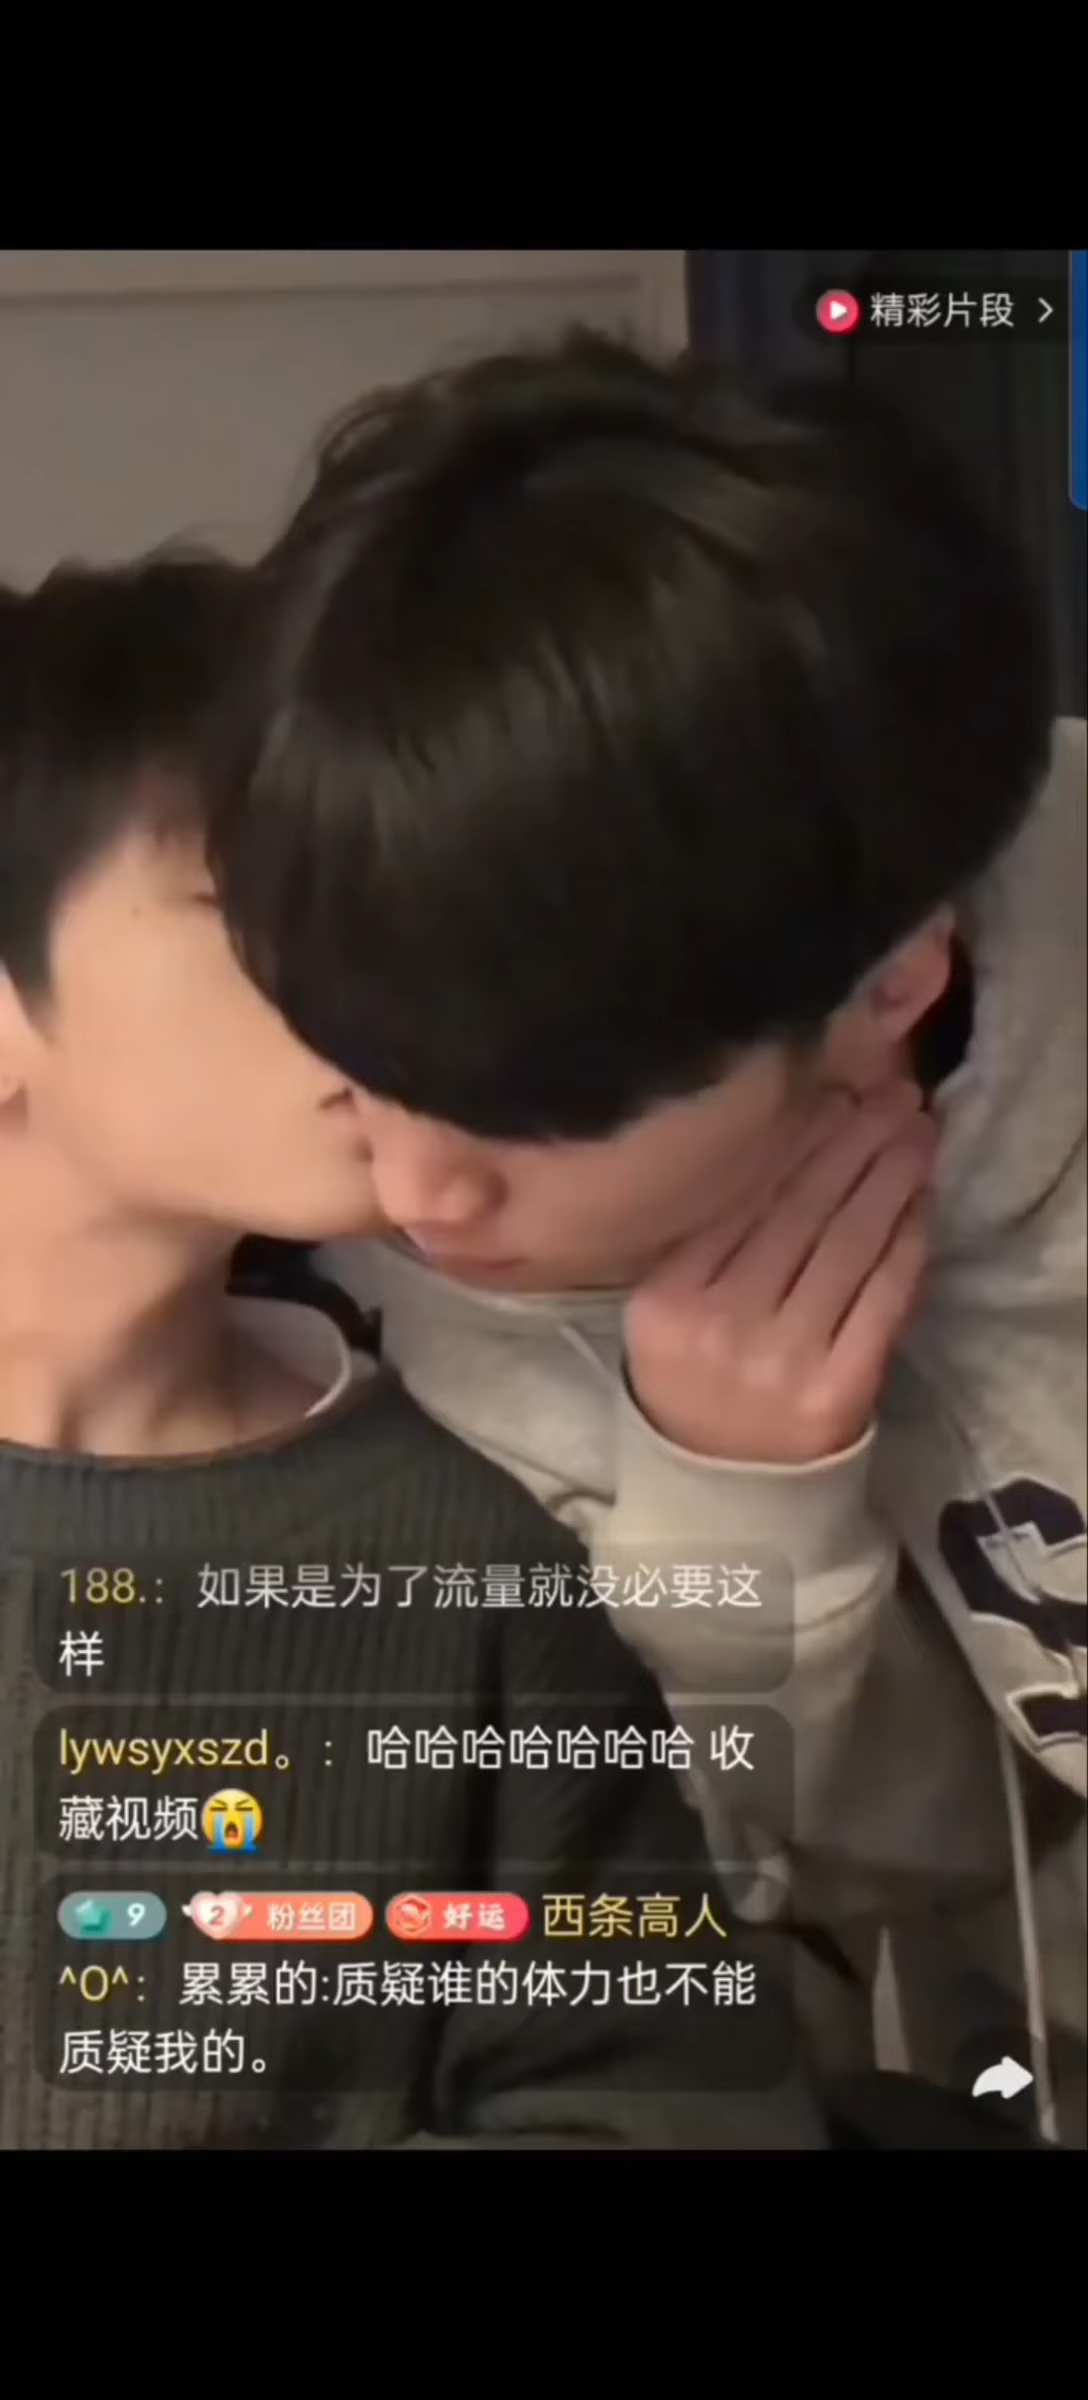 精彩片段
188.： 如果是为了流量就没必要这
样
lywsyxszd。： 哈哈哈哈哈哈哈 收
藏视频😭
9 2 粉丝团 好运 西条高人
^O^： 累累的:质疑谁的体力也不能
质疑我的。